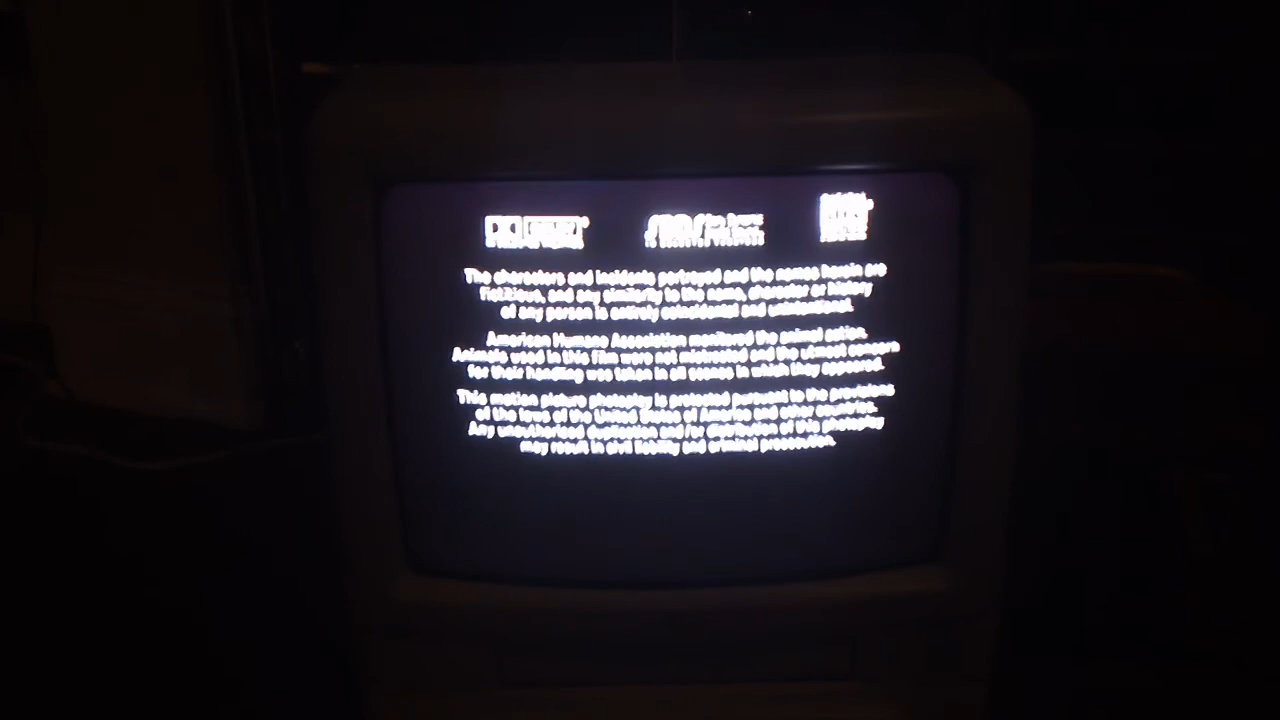 The characters and incidents portrayed and the names herein are
fictitious, and any similarity to the name, character or history
of any person is entirely coincidental and unintentional.
American Humane Association monitored the animal action.
Animals used in this film were not mistreated and the utmost concern
for their handling was taken in all scenes in which they appeared.
This motion picture photoplay is protected pursuant to the provisions
of the laws of the United States of America and other countries.
Any unauthorized duplication and/or distribution of this photoplay
may result in civil liability and criminal prosecution.